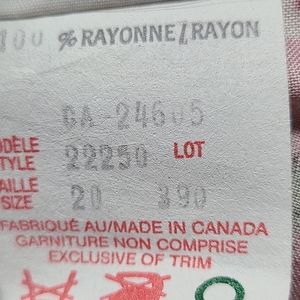 100 % RAYONNE/RAYON
CA-24605
MODÈLE
STYLE 22250 LOT
TAILLE
SIZE 20 390
FABRIQUÉ AU/MADE IN CANADA
GARNITURE NON COMPRISE
EXCLUSIVE OF TRIM